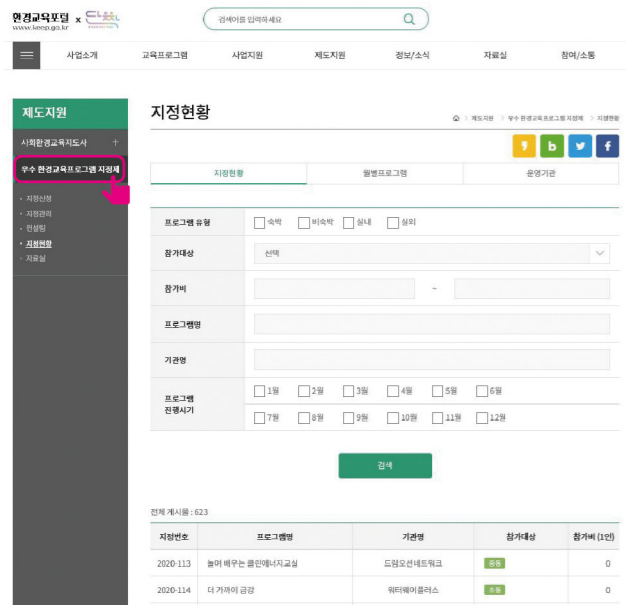 환경교육포털 x
www.keep.go.kr
검색어를 입력하세요
사업소개 교육프로그램 사업지원 제도지원 정보/소식 자료실 참여/소통
제도지원
사회환경교육지도사 +
우수 환경교육프로그램 지정제
· 지정신청
· 지정관리
· 컨설팅
· 지정현황
· 자료실
지정현황
> 제도지원 > 우수 환경교육프로그램 지정제 > 지정현황
b f
지정현황 월별프로그램 운영기관
프로그램 유형 숙박 비숙박 실내 실외
참가대상 선택
참가비 ~
프로그램명
기관명
프로그램
진행시기
1월 2월 3월 4월 5월 6월
7월 8월 9월 10월 11월 12월
검색
전체 게시물 : 623
지정번호 프로그램명 기관명 참가대상 참가비 (1인)
2020-113 놀며 배우는 클린에너지교실 드림오션네트워크 중등 0
2020-114 더 가까이 금강 워터웨이플러스 초등 0